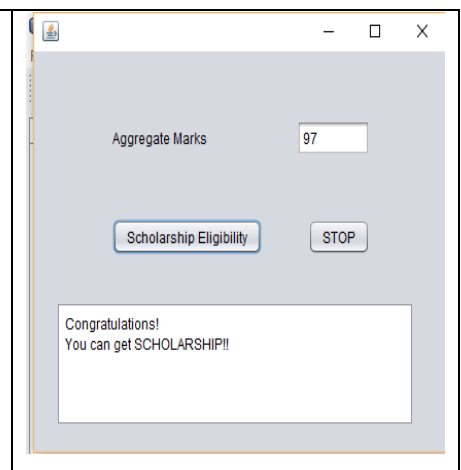 Aggregate Marks 97
Scholarship Eligibility STOP
Congratulations!
You can get SCHOLARSHIP!!